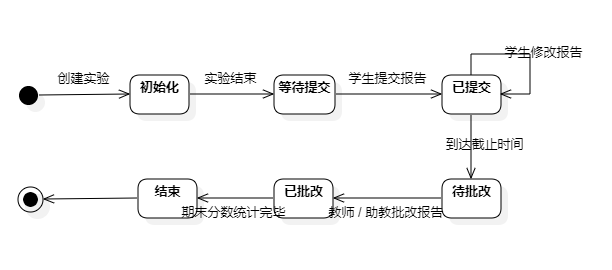 学生修改报告
创建实验
实验结束
学生提交报告
初始化
等待提交
已提交
到达截止时间
结束
已批改
待批改
期末分数统计完毕
教师 / 助教批改报告